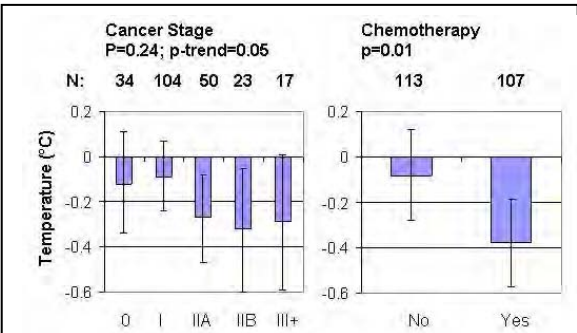 Cancer Stage
P=0.24; p-trend=0.05
N: 34 104 50 23 17
0.2
0
-0.2
-0.4
-0.6
Temperature (°C)
0 I IIA IIB III+
Chemotherapy
p=0.01
113 107
0.2
0
-0.2
-0.4
-0.6
No Yes